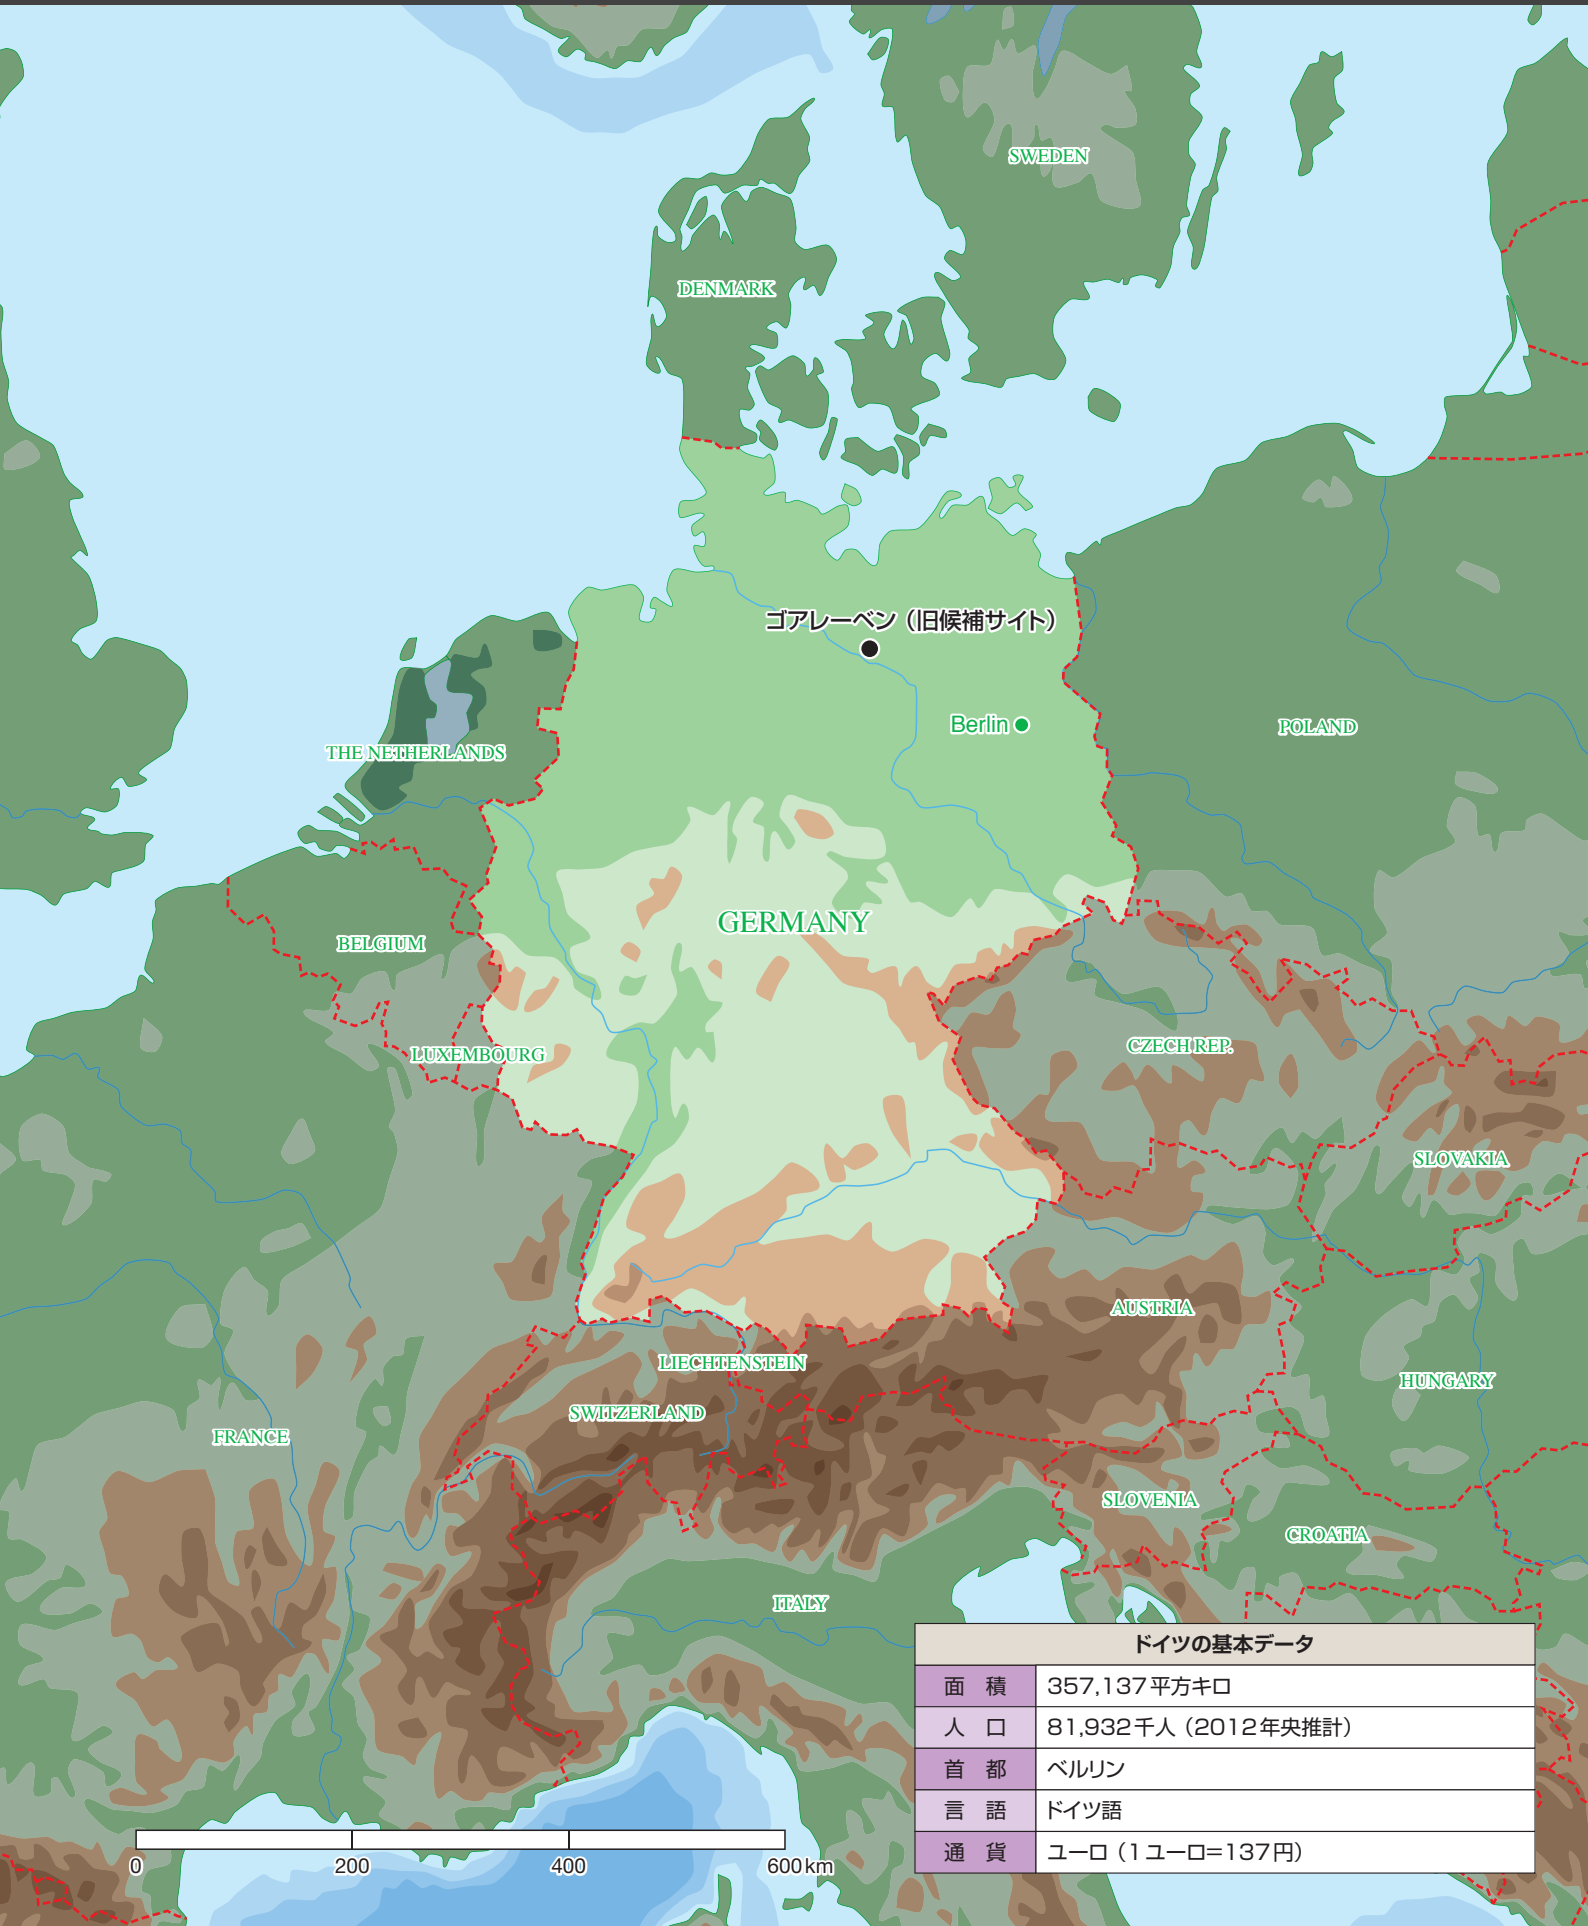 SWEDEN
DENMARK
ゴアレーベン（旧候補サイト）
Berlin
POLAND
THE NETHERLANDS
GERMANY
BELGIUM
CZECH REP.
LUXEMBOURG
SLOVAKIA
AUSTRIA
LIECHTENSTEIN
HUNGARY
SWITZERLAND
FRANCE
SLOVENIA
CROATIA
ITALY
ドイツの基本データ
面　積 357,137平方キロ
人　口 81,932千人（2012年央推計）
首　都 ベルリン
言　語 ドイツ語
通　貨 ユーロ（1ユーロ=137円）
0 200 400 600km